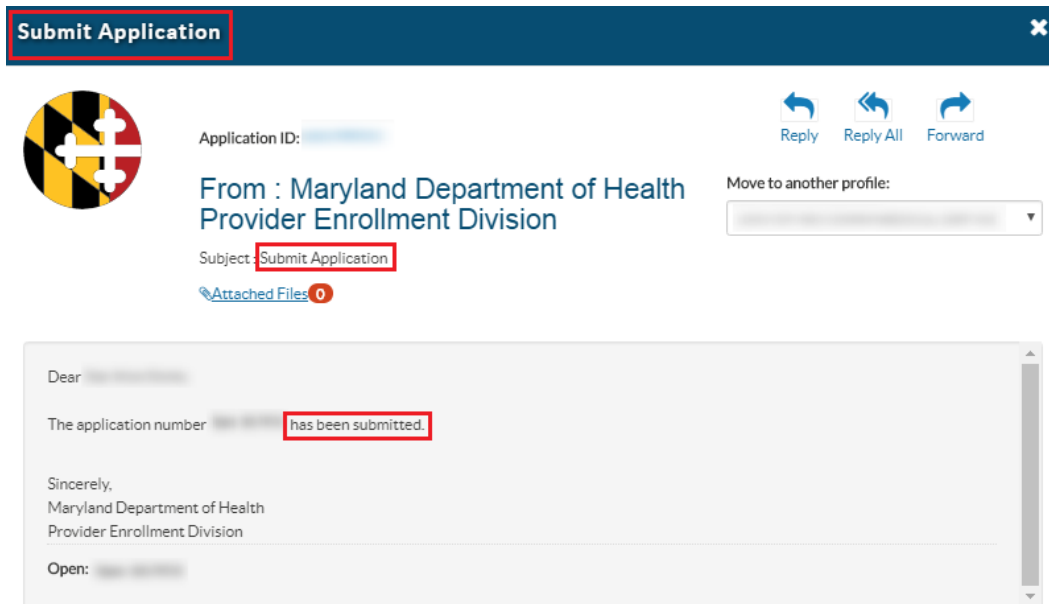 Submit Application
Reply
Reply All
Forward
Application ID:
From : Maryland Department of Health
Provider Enrollment Division
Move to another profile:
Subject : Submit Application
Attached Files 0
Dear
The application number has been submitted.
Sincerely,
Maryland Department of Health
Provider Enrollment Division
Open: